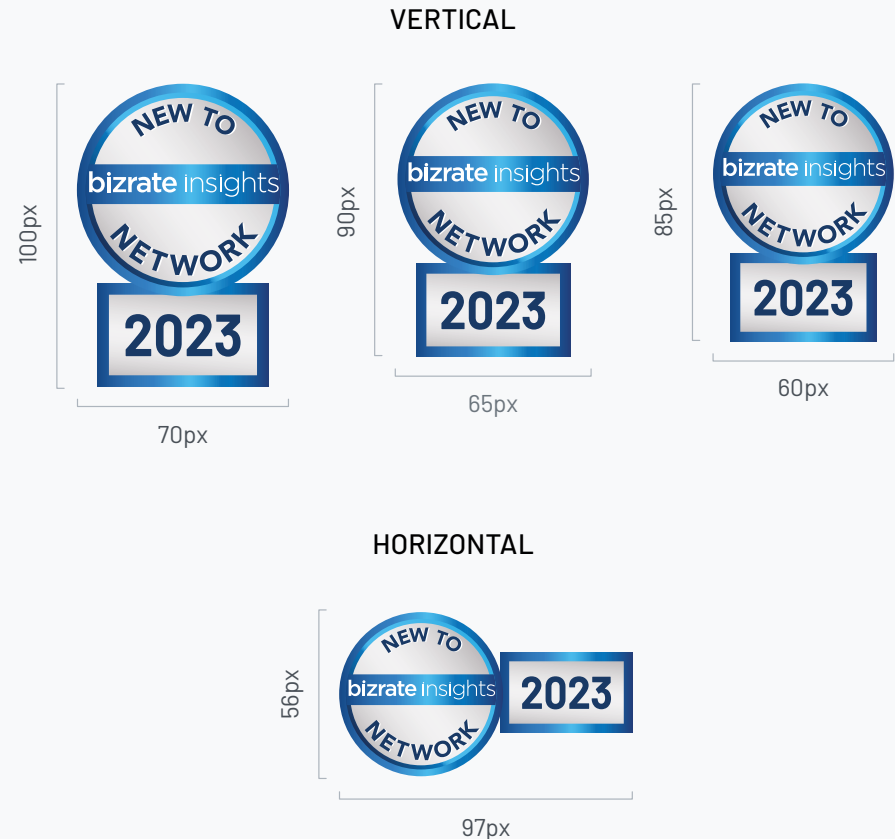 VERTICAL
100px
NEW TO
bizrate insights
NETWORK
2023
70px
90px
NEW TO
bizrate insights
NETWORK
2023
65px
85px
NEW TO
bizrate insights
NETWORK
2023
60px
HORIZONTAL
56px
NEW TO
bizrate insights
NETWORK
2023
97px